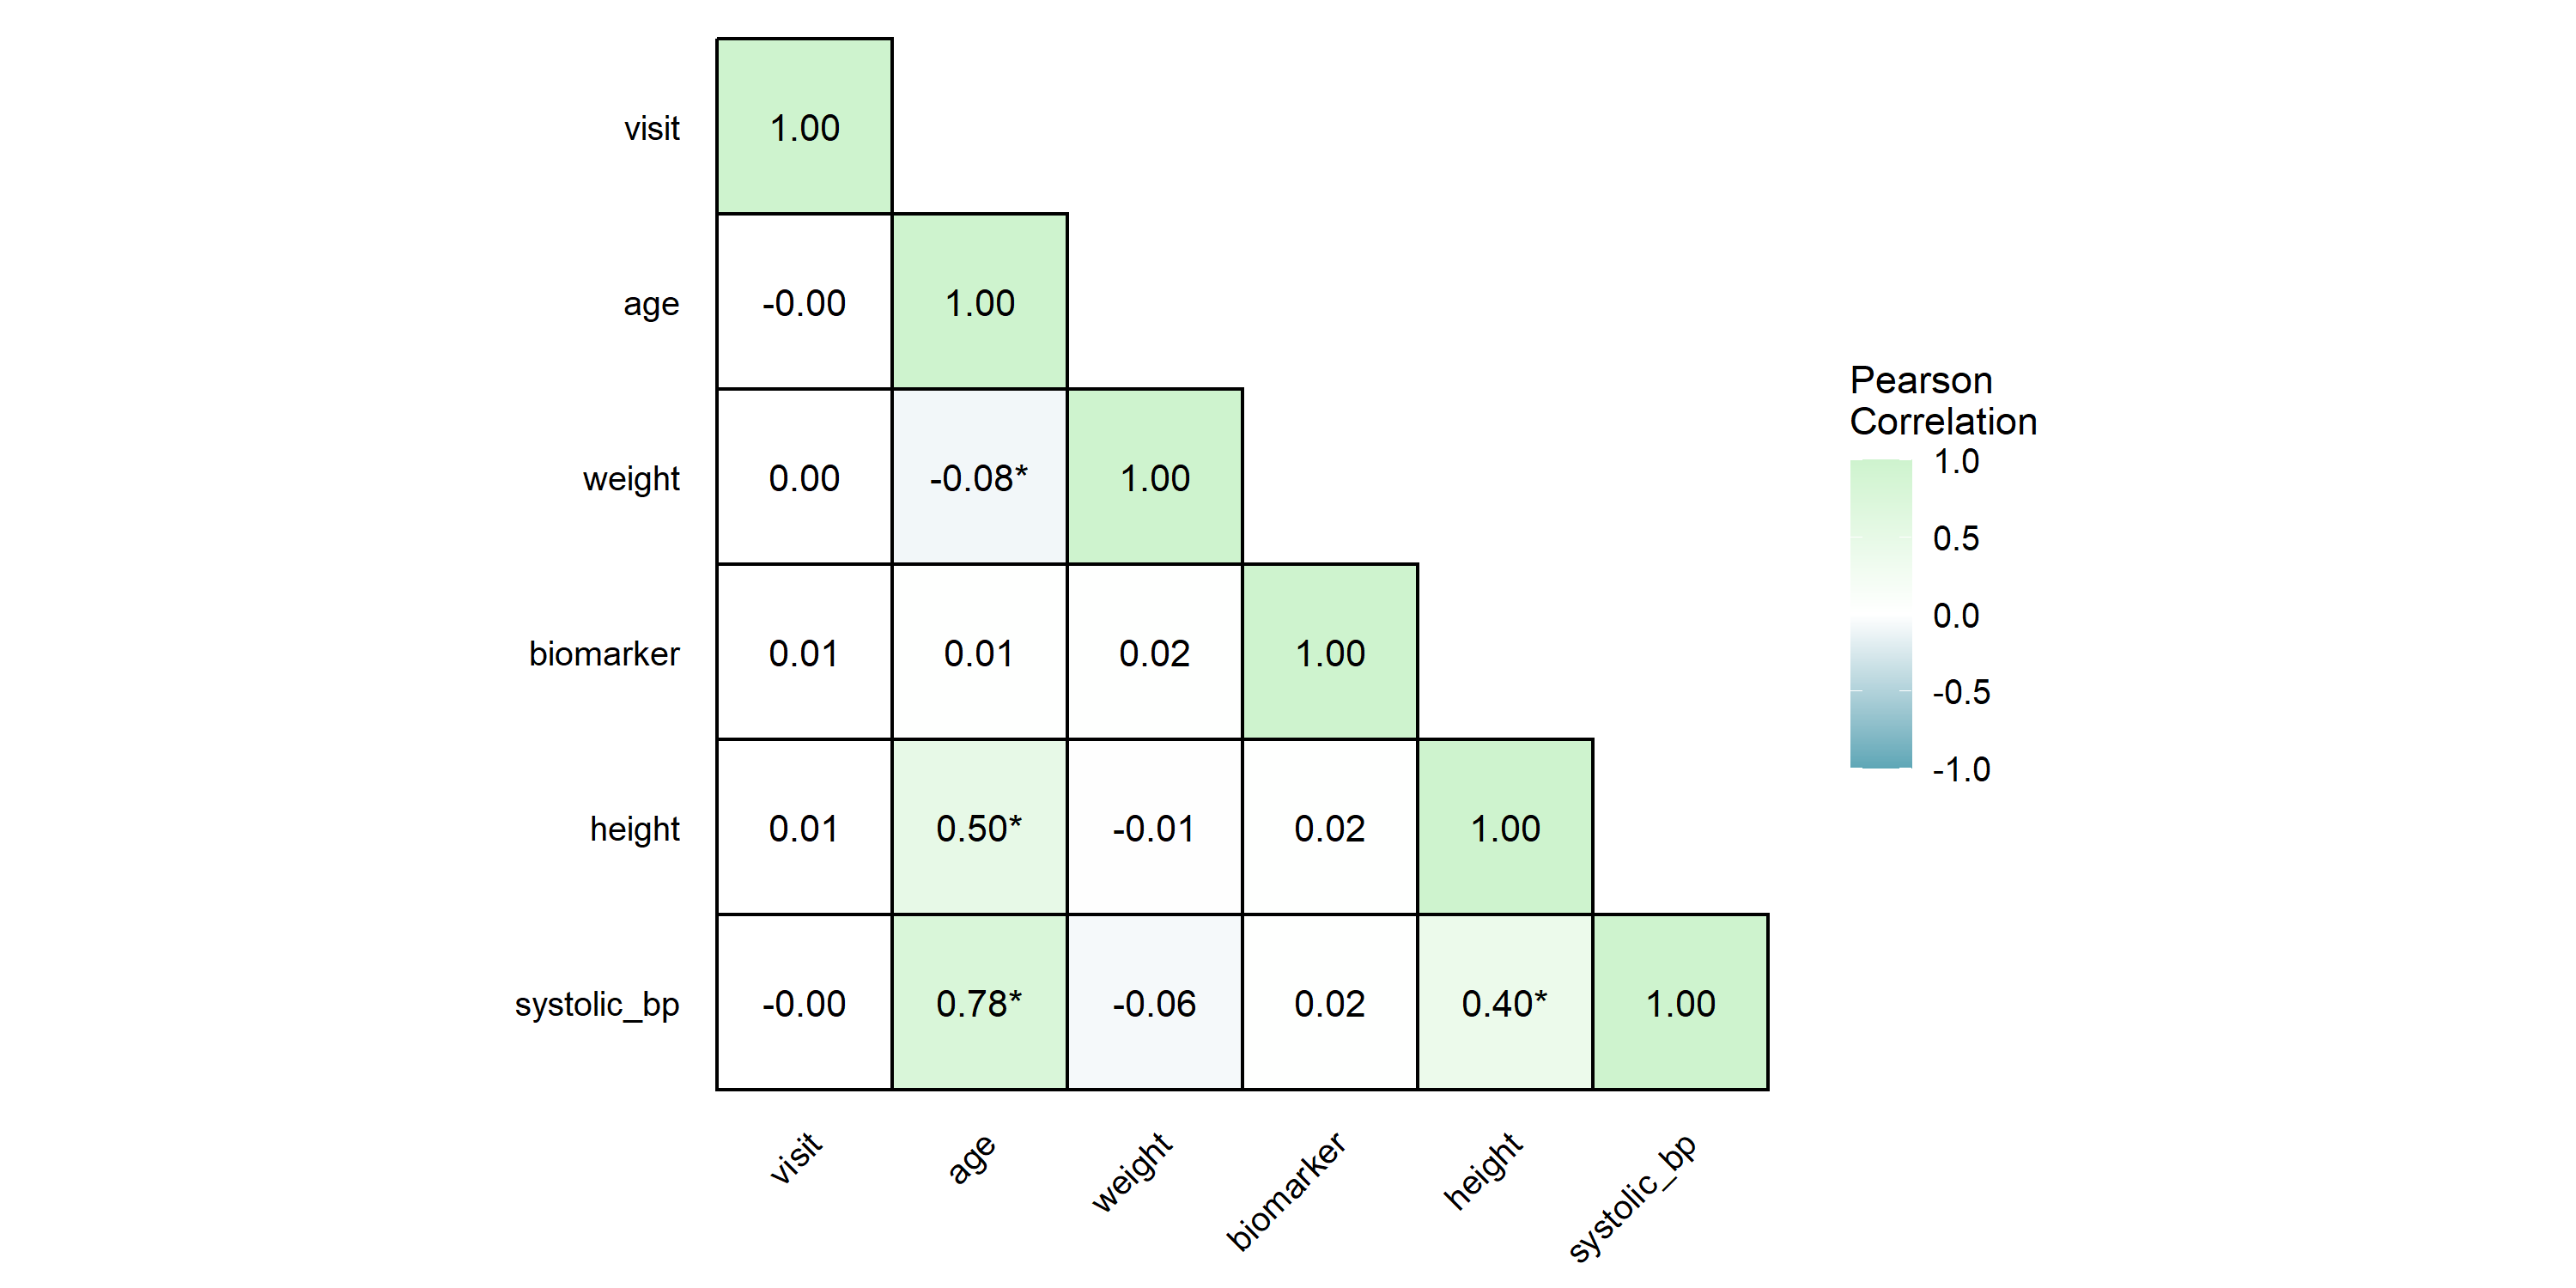 visit 1.00
age -0.00 1.00
weight 0.00 -0.08* 1.00
biomarker 0.01 0.01 0.02 1.00
height 0.01 0.50* -0.01 0.02 1.00
systolic_bp -0.00 0.78* -0.06 0.02 0.40* 1.00
visit age weight biomarker height systolic_bp
Pearson
Correlation
1.0
0.5
0.0
-0.5
-1.0